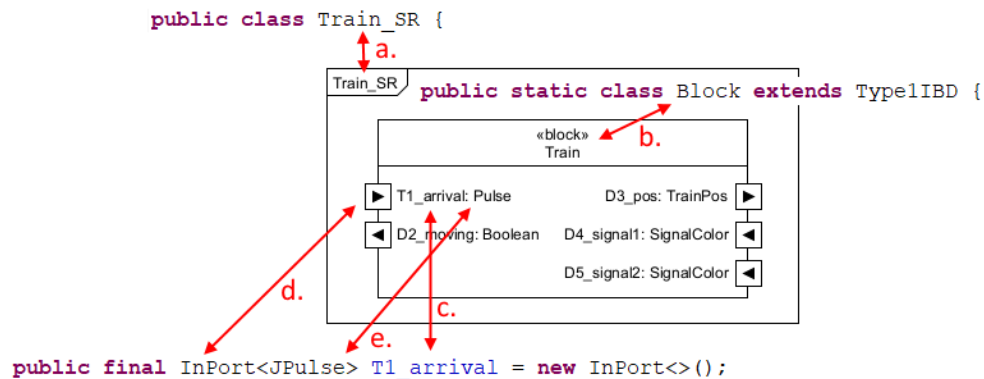 public class Train_SR {
a.
Train_SR
public static class Block extends Type1IBD {
b.
«block»
Train
T1_arrival: Pulse
D3_pos: TrainPos
D2_moving: Boolean
D4_signal1: SignalColor
D5_signal2: SignalColor
d.
c.
e.
public final InPort<JPulse> T1_arrival = new InPort<>();